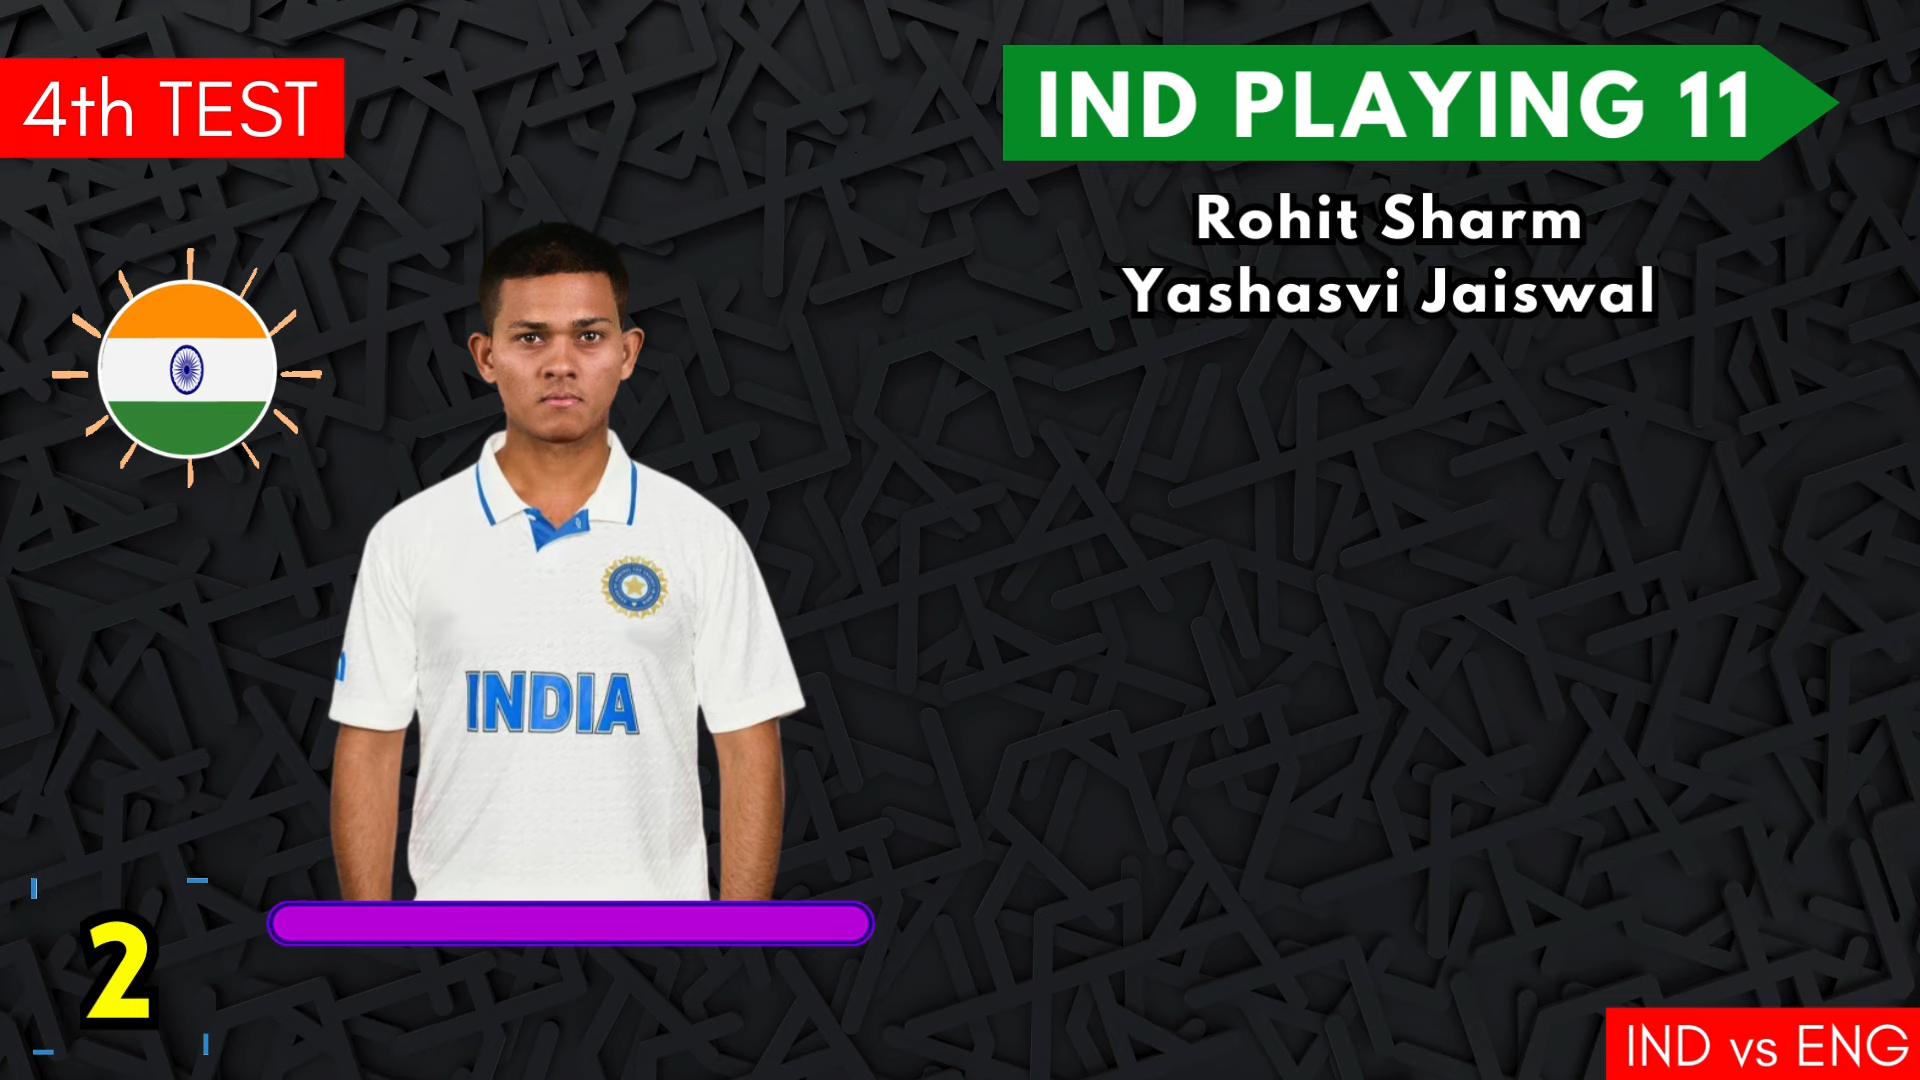 4th TEST
IND PLAYING 11
Rohit Sharm
Yashasvi Jaiswal
INDIA
2
IND vs ENG